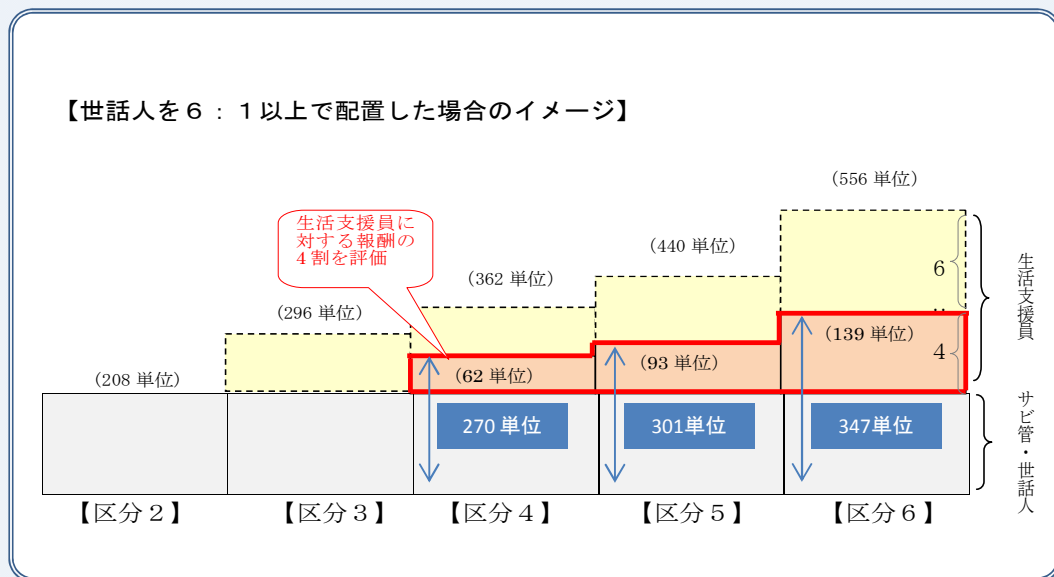 【世話人を６：１以上で配置した場合のイメージ】
（556 単位）
生活支援員に
対する報酬の
４割を評価
（440 単位）
（362 単位）
（296 単位）
（208 単位）
6
:
4
（62 単位）
（93 単位）
（139 単位）
270 単位
301単位
347単位
生活支援員
サビ管・世話人
【区分２】
【区分３】
【区分４】
【区分５】
【区分６】